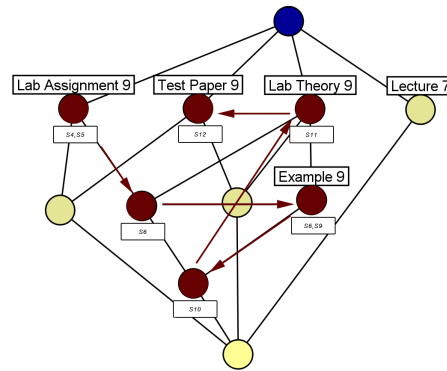 Lab Assignment 9
Test Paper 9
Lab Theory 9
Lecture 7
S4,S5
S12
S11
Example 9
S6
S6,S9
S10